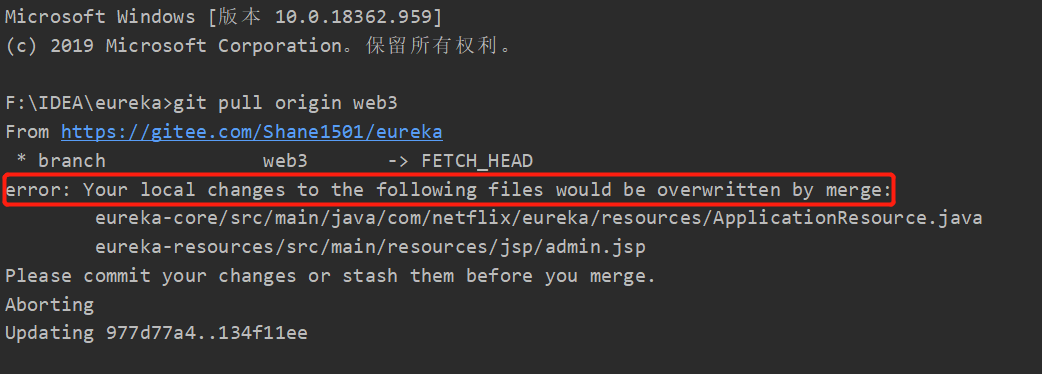 Microsoft Windows [版本 10.0.18362.959]
(c) 2019 Microsoft Corporation。保留所有权利。
F:\IDEA\eureka>git pull origin web3
From https://gitee.com/Shane1501/eureka
 * branch            web3       -> FETCH_HEAD
error: Your local changes to the following files would be overwritten by merge:
        eureka-core/src/main/java/com/netflix/eureka/resources/ApplicationResource.java
        eureka-resources/src/main/resources/jsp/admin.jsp
Please commit your changes or stash them before you merge.
Aborting
Updating 977d77a4..134f11ee